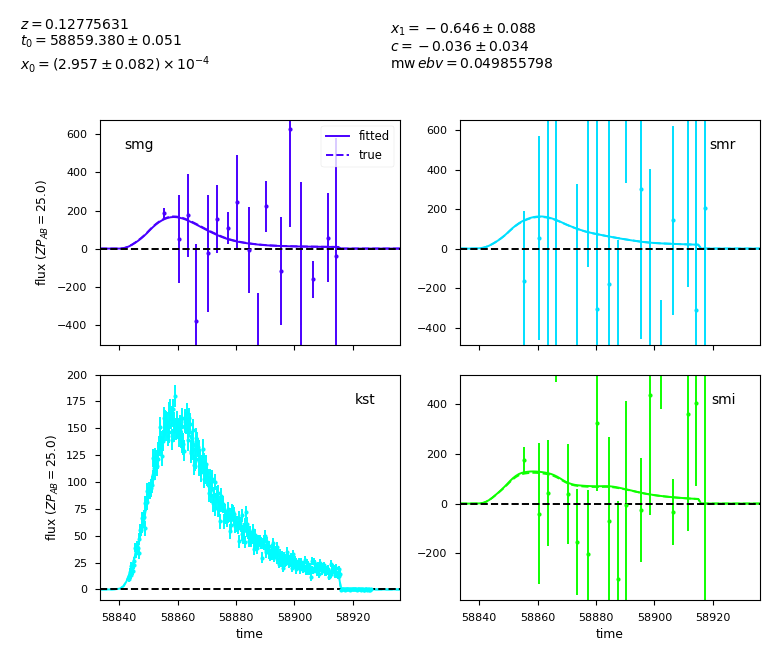 z = 0.12775631
t₀ = 58859.380 ± 0.051
x₀ = (2.957 ± 0.082) × 10⁻⁴
x₁ = −0.646 ± 0.088
c = −0.036 ± 0.034
mw ebv = 0.049855798
smg
fitted
true
600
400
200
0
−200
−400
flux (ZP_AB = 25.0)
smr
600
400
200
0
−200
−400
kst
200
175
150
125
100
75
50
25
0
flux (ZP_AB = 25.0)
58840 58860 58880 58900 58920
time
smi
400
200
0
−200
58840 58860 58880 58900 58920
time